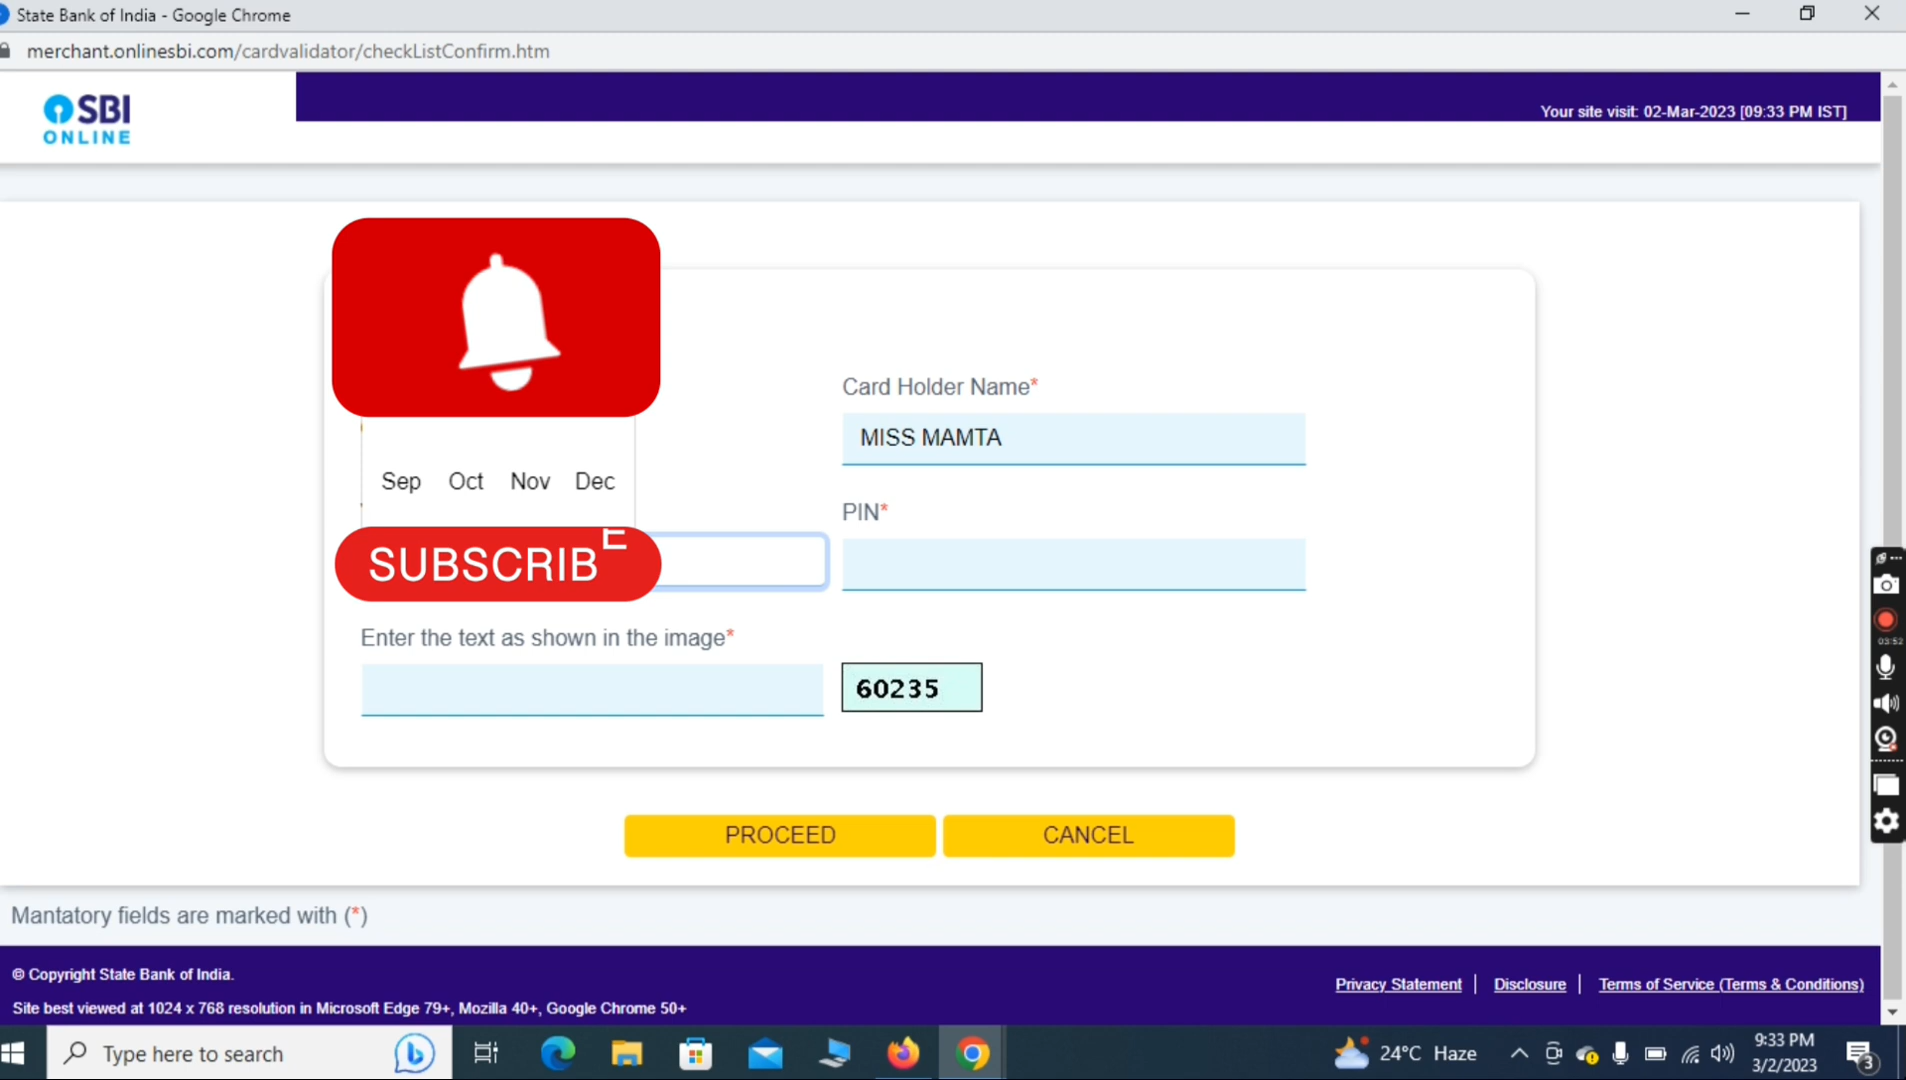 State Bank of India - Google Chrome
merchant.onlinesbi.com/cardvalidator/checkListConfirm.htm
SBI
ONLINE
Your site visit: 02-Mar-2023 [09:33 PM IST]
Card Holder Name*
MISS MAMTA
Sep Oct Nov Dec
PIN*
SUBSCRIBE
Enter the text as shown in the image*
60235
PROCEED CANCEL
Mantatory fields are marked with (*)
© Copyright State Bank of India.
Privacy Statement | Disclosure | Terms of Service (Terms & Conditions)
Site best viewed at 1024 x 768 resolution in Microsoft Edge 79+, Mozilla 40+, Google Chrome 50+
03:52
Type here to search
24°C Haze
9:33 PM
3/2/2023
3